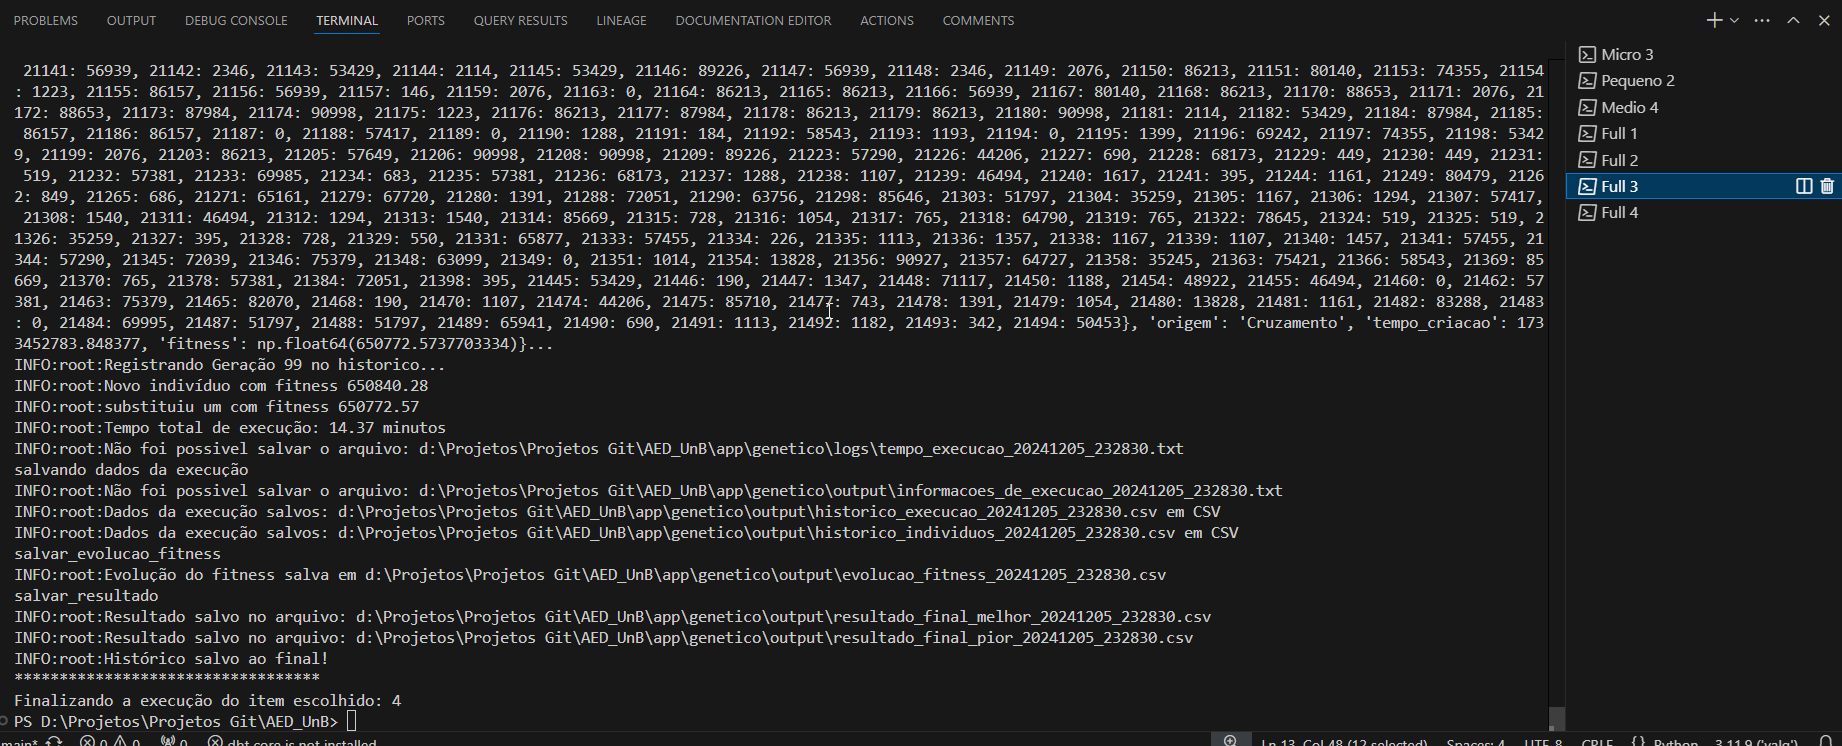 PROBLEMS OUTPUT DEBUG CONSOLE TERMINAL PORTS QUERY RESULTS LINEAGE DOCUMENTATION EDITOR ACTIONS COMMENTS
21141: 56939, 21142: 2346, 21143: 53429, 21144: 2114, 21145: 53429, 21146: 89226, 21147: 56939, 21148: 2346, 21149: 2076, 21150: 86213, 21151: 80140, 21153: 74355, 21154
: 1223, 21155: 86157, 21156: 56939, 21157: 146, 21159: 2076, 21163: 0, 21164: 86213, 21165: 86213, 21166: 56939, 21167: 80140, 21168: 86213, 21170: 88653, 21171: 2076, 21
172: 88653, 21173: 87984, 21174: 90998, 21175: 1223, 21176: 86213, 21177: 87984, 21178: 86213, 21179: 86213, 21180: 90998, 21181: 2114, 21182: 53429, 21184: 87984, 21185:
86157, 21186: 86157, 21187: 0, 21188: 57417, 21189: 0, 21190: 1288, 21191: 184, 21192: 58543, 21193: 1193, 21194: 0, 21195: 1399, 21196: 69242, 21197: 74355, 21198: 5342
9, 21199: 2076, 21203: 86213, 21205: 57649, 21206: 90998, 21208: 90998, 21209: 89226, 21223: 57290, 21226: 44206, 21227: 690, 21228: 68173, 21229: 449, 21230: 449, 21231:
519, 21232: 57381, 21233: 69985, 21234: 683, 21235: 57381, 21236: 68173, 21237: 1288, 21238: 1107, 21239: 46494, 21240: 1617, 21241: 395, 21244: 1161, 21249: 80479, 2126
2: 849, 21265: 686, 21271: 65161, 21279: 67720, 21280: 1391, 21288: 72051, 21290: 63756, 21298: 85646, 21303: 51797, 21304: 35259, 21305: 1167, 21306: 1294, 21307: 57417,
21308: 1540, 21311: 46494, 21312: 1294, 21313: 1540, 21314: 85669, 21315: 728, 21316: 1054, 21317: 765, 21318: 64790, 21319: 765, 21322: 78645, 21324: 519, 21325: 519, 2
1326: 35259, 21327: 395, 21328: 728, 21329: 550, 21331: 65877, 21333: 57455, 21334: 226, 21335: 1113, 21336: 1357, 21338: 1167, 21339: 1107, 21340: 1457, 21341: 57455, 21
344: 57290, 21345: 72039, 21346: 75379, 21348: 63099, 21349: 0, 21351: 1014, 21354: 13828, 21356: 90927, 21357: 64727, 21358: 35245, 21363: 75421, 21366: 58543, 21369: 85
669, 21370: 765, 21378: 57381, 21384: 72051, 21398: 395, 21445: 53429, 21446: 190, 21447: 1347, 21448: 71117, 21450: 1188, 21454: 48922, 21455: 46494, 21460: 0, 21462: 57
381, 21463: 75379, 21465: 82070, 21468: 190, 21470: 1107, 21474: 44206, 21475: 85710, 21477: 743, 21478: 1391, 21479: 1054, 21480: 13828, 21481: 1161, 21482: 83288, 21483
: 0, 21484: 69995, 21487: 51797, 21488: 51797, 21489: 65941, 21490: 690, 21491: 1113, 21492: 1182, 21493: 342, 21494: 50453}, 'origem': 'Cruzamento', 'tempo_criacao': 173
3452783.848377, 'fitness': np.float64(650772.5737703334)}...
INFO:root:Registrando Geração 99 no historico...
INFO:root:Novo indivíduo com fitness 650840.28
INFO:root:substituiu um com fitness 650772.57
INFO:root:Tempo total de execução: 14.37 minutos
INFO:root:Não foi possivel salvar o arquivo: d:\Projetos\Projetos Git\AED_UnB\app\genetico\logs\tempo_execucao_20241205_232830.txt
salvando dados da execução
INFO:root:Não foi possivel salvar o arquivo: d:\Projetos\Projetos Git\AED_UnB\app\genetico\output\informacoes_de_execucao_20241205_232830.txt
INFO:root:Dados da execução salvos: d:\Projetos\Projetos Git\AED_UnB\app\genetico\output\historico_execucao_20241205_232830.csv em CSV
INFO:root:Dados da execução salvos: d:\Projetos\Projetos Git\AED_UnB\app\genetico\output\historico_individuos_20241205_232830.csv em CSV
salvar_evolucao_fitness
INFO:root:Evolução do fitness salva em d:\Projetos\Projetos Git\AED_UnB\app\genetico\output\evolucao_fitness_20241205_232830.csv
salvar_resultado
INFO:root:Resultado salvo no arquivo: d:\Projetos\Projetos Git\AED_UnB\app\genetico\output\resultado_final_melhor_20241205_232830.csv
INFO:root:Resultado salvo no arquivo: d:\Projetos\Projetos Git\AED_UnB\app\genetico\output\resultado_final_pior_20241205_232830.csv
INFO:root:Histórico salvo ao final!
**********************************
Finalizando a execução do item escolhido: 4
PS D:\Projetos\Projetos Git\AED_UnB>
Micro 3
Pequeno 2
Medio 4
Full 1
Full 2
Full 3
Full 4
main* 0 0 0 dbt core is not installed Ln 13, Col 48 (12 selected) Spaces: 4 UTF-8 CRLF {} Python 3.11.9 ('valg')